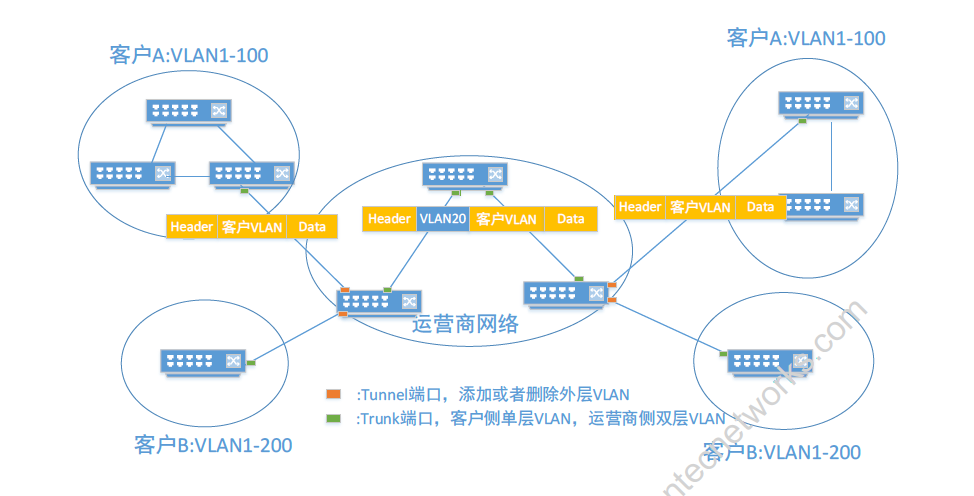 客户A:VLAN1-100
客户A:VLAN1-100
Header 客户VLAN Data
Header VLAN20 客户VLAN Data
Header 客户VLAN Data
运营商网络
:Tunnel端口，添加或者删除外层VLAN
:Trunk端口，客户侧单层VLAN，运营商侧双层VLAN
客户B:VLAN1-200
客户B:VLAN1-200
ntecnetworks.com